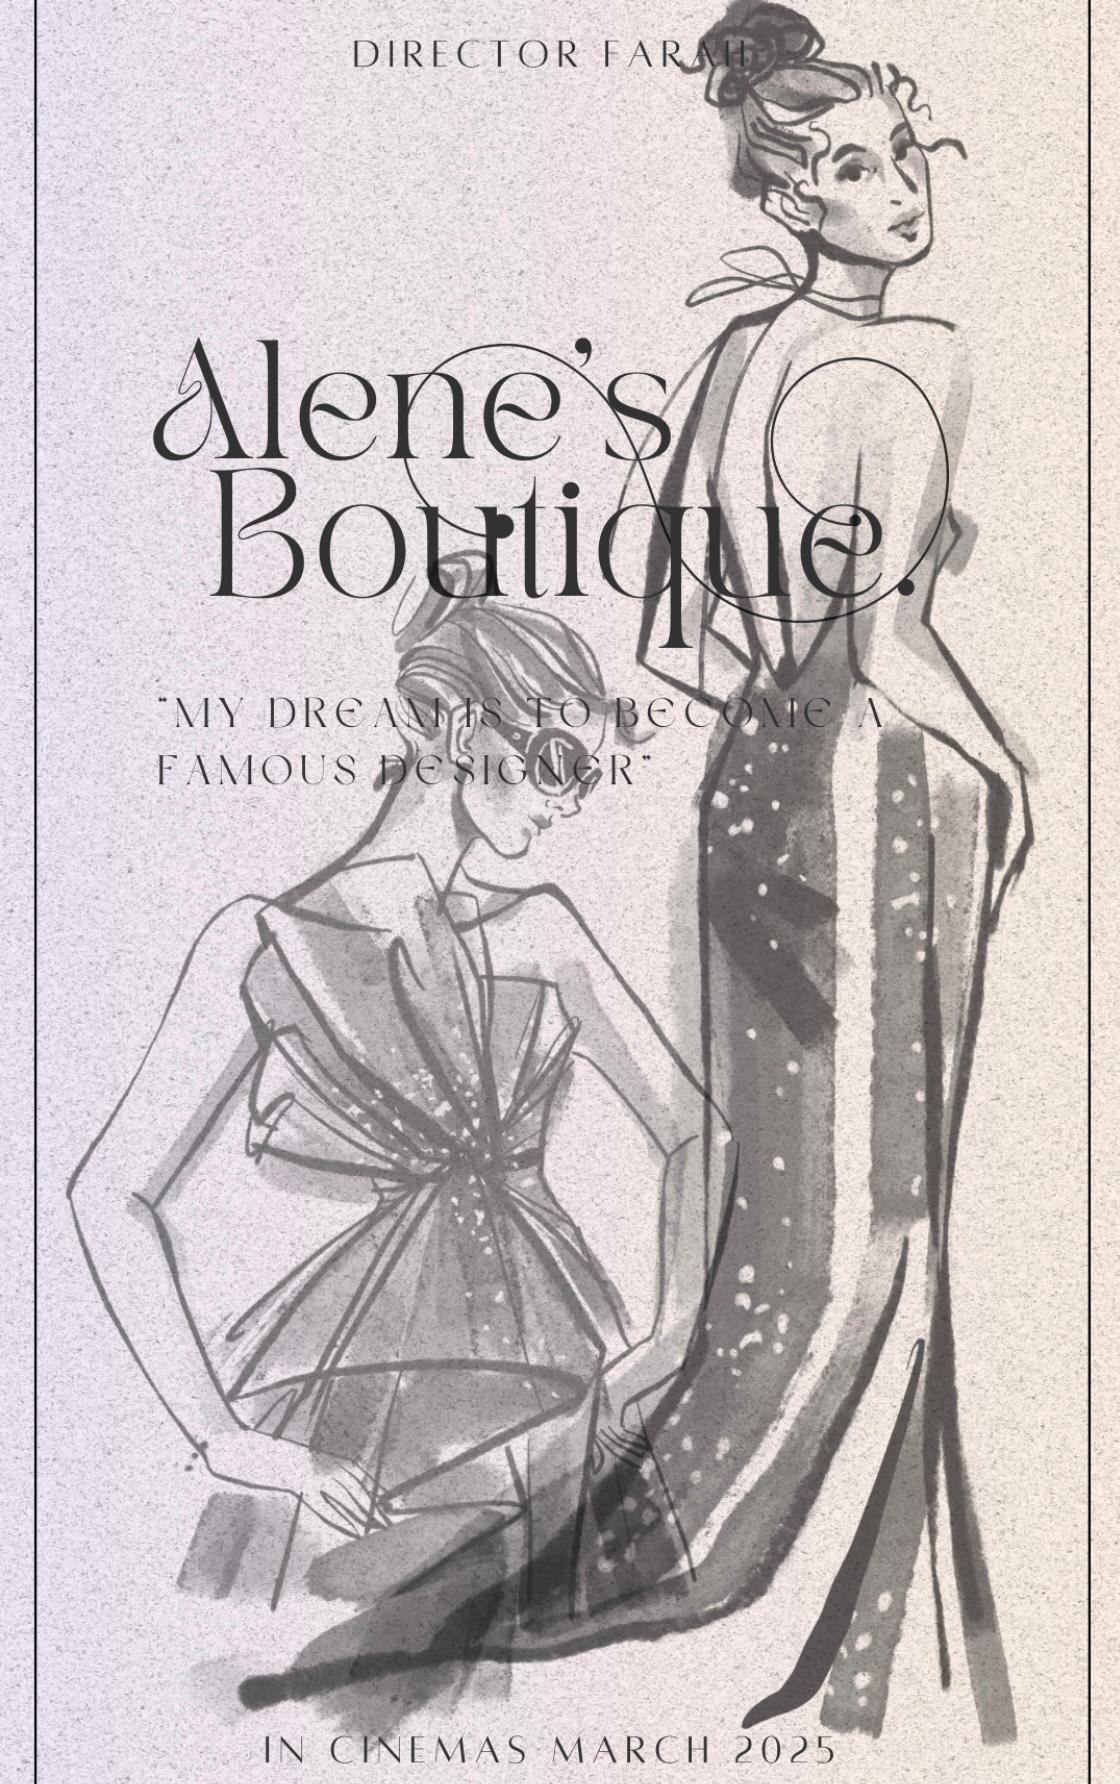 DIRECTOR FARAH
Alene's
Boutique.
"MY DREAM IS TO BECOME A
FAMOUS DESIGNER"
IN CINEMAS MARCH 2025